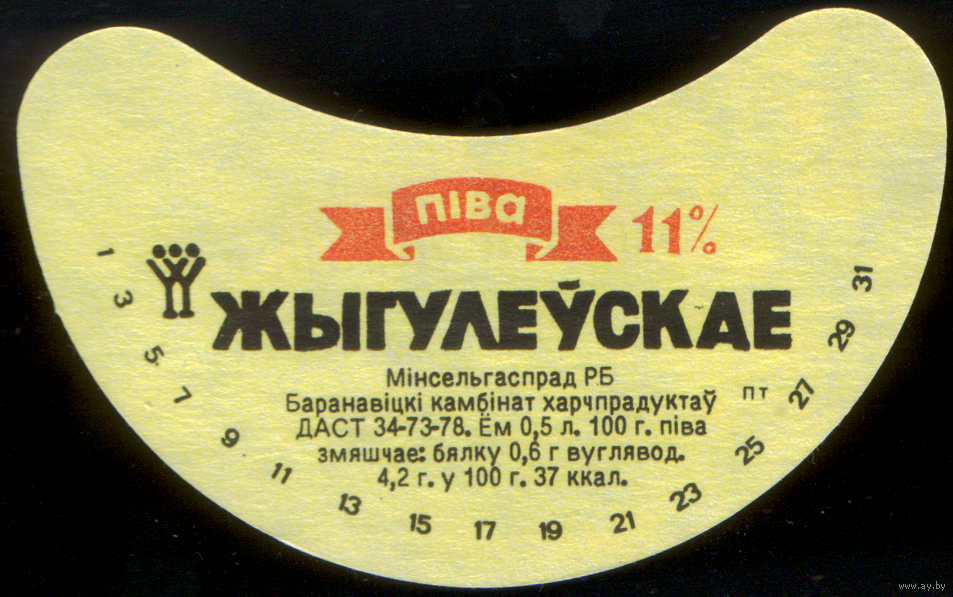 піва
11%
ЖЫГУЛЕЎСКАЕ
Мінсельгаспрад РБ
Баранавіцкі камбінат харчпрадуктаў
ПТ
ДАСТ 34-73-78. Ём 0,5 л. 100 г. піва
змяшчае: бялку 0,6 г вуглявод.
4,2 г. у 100 г. 37 ккал.
1
3
5
7
9
11
13
15
17
19
21
23
25
27
29
31
www.ay.by